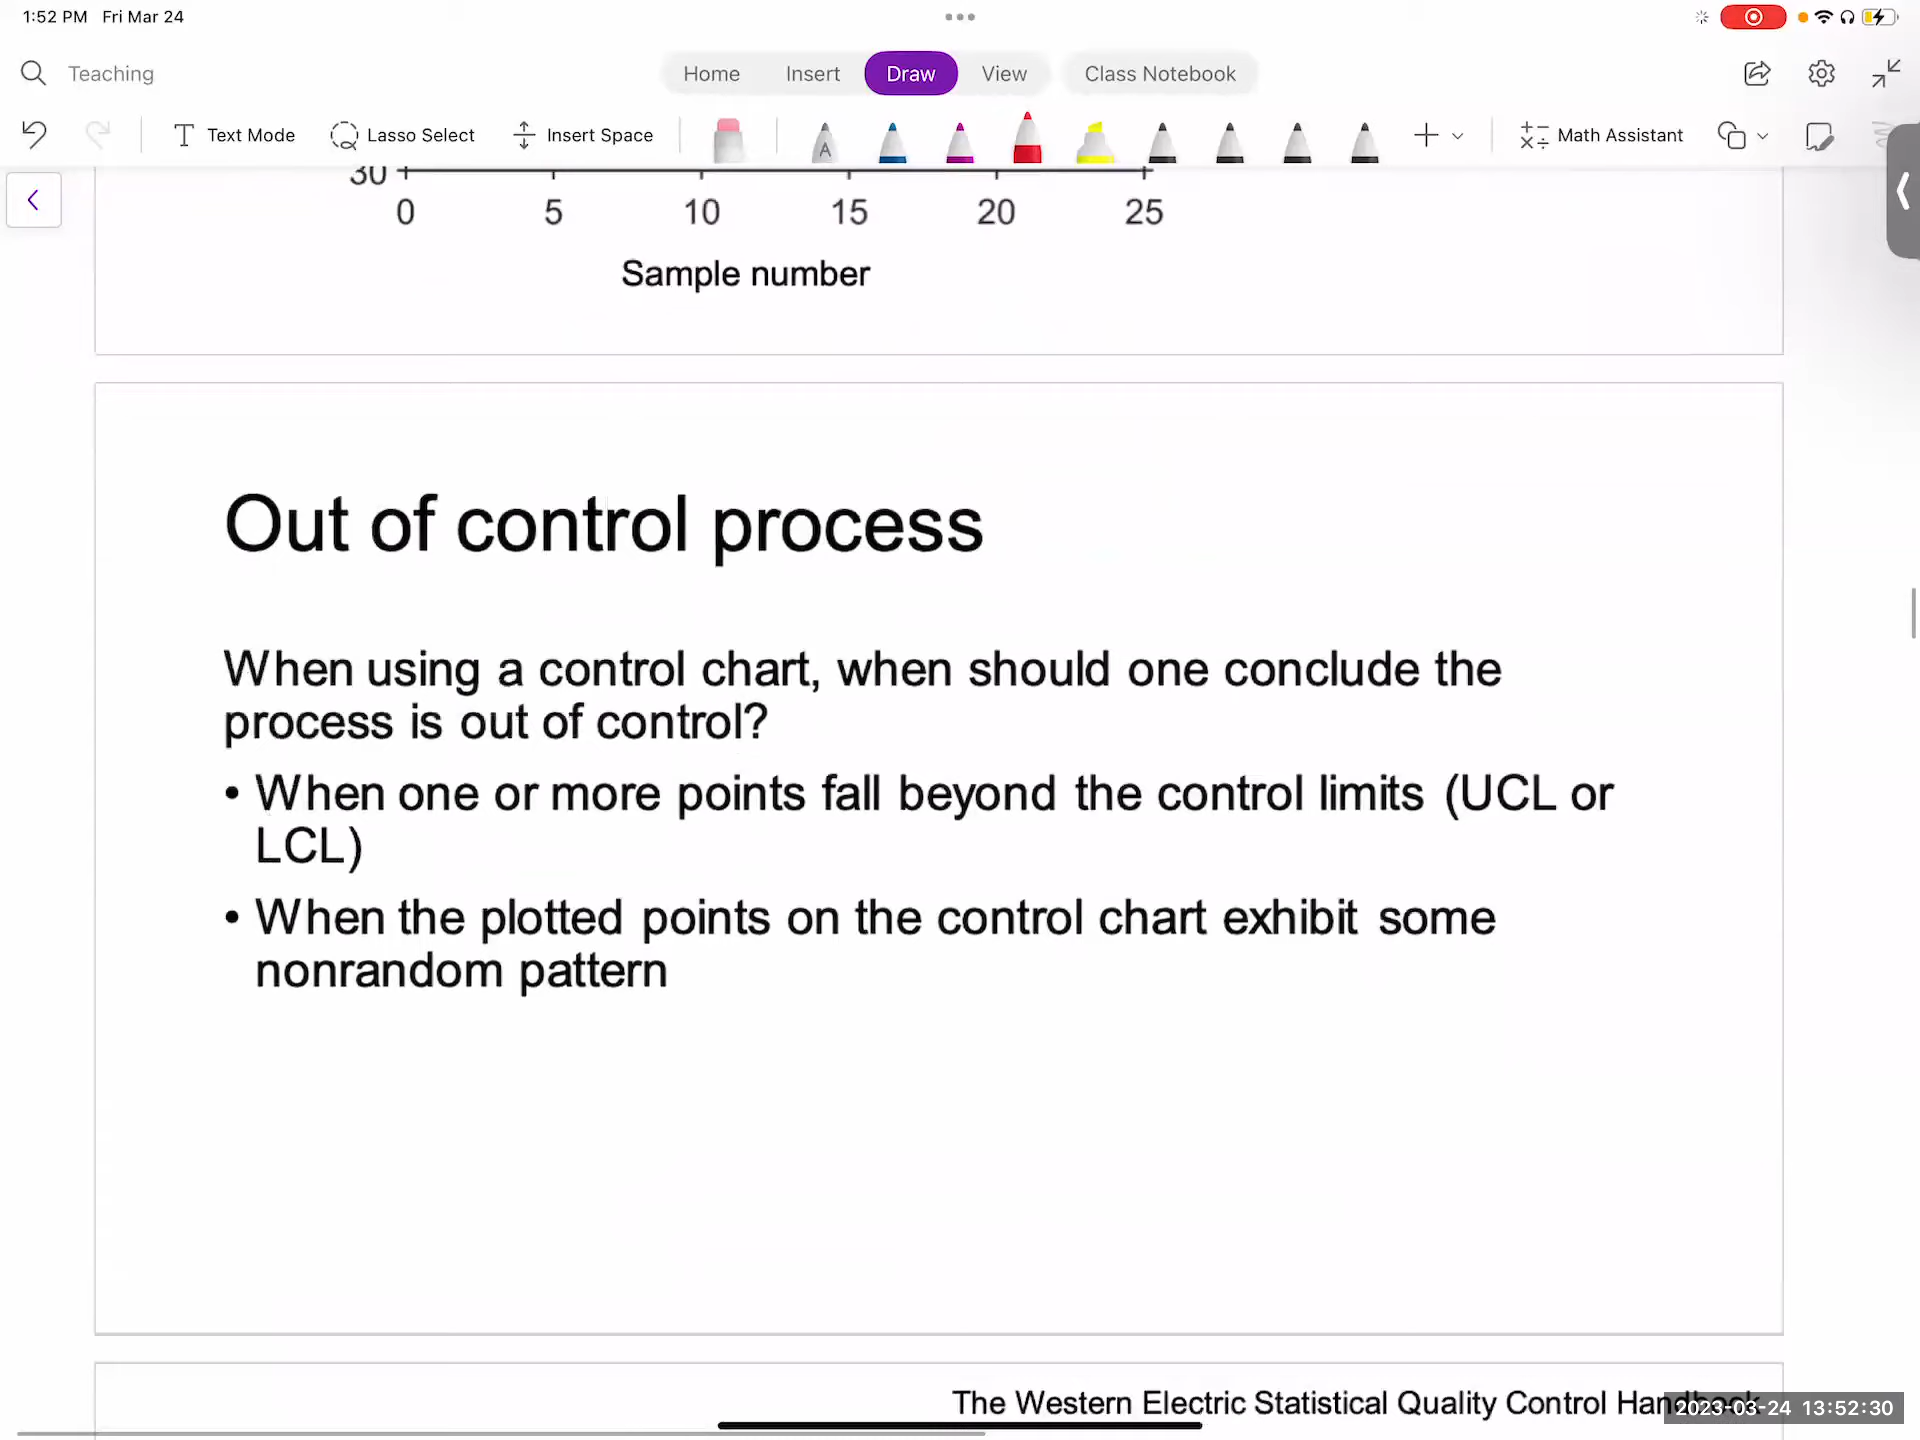 1:52 PM Fri Mar 24
Teaching
Home Insert Draw View Class Notebook
Text Mode Lasso Select Insert Space A Math Assistant
30
0 5 10 15 20 25
Sample number
Out of control process
When using a control chart, when should one conclude the
process is out of control?
• When one or more points fall beyond the control limits (UCL or
LCL)
• When the plotted points on the control chart exhibit some
nonrandom pattern
The Western Electric Statistical Quality Control Handbook
2023-03-24 13:52:30